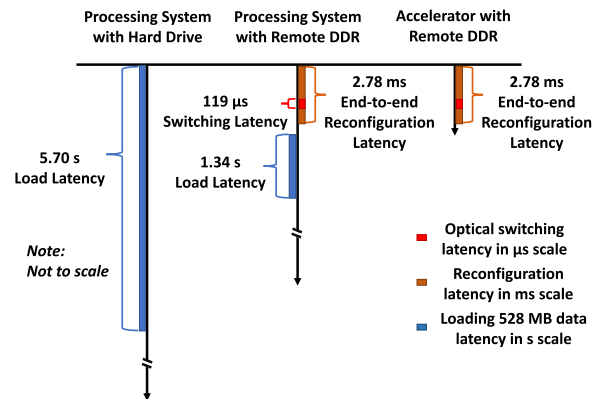 Processing System
with Hard Drive
Processing System
with Remote DDR
Accelerator with
Remote DDR
119 µs
Switching Latency
2.78 ms
End-to-end
Reconfiguration
Latency
2.78 ms
End-to-end
Reconfiguration
Latency
5.70 s
Load Latency
1.34 s
Load Latency
Note:
Not to scale
Optical switching
latency in µs scale
Reconfiguration
latency in ms scale
Loading 528 MB data
latency in s scale